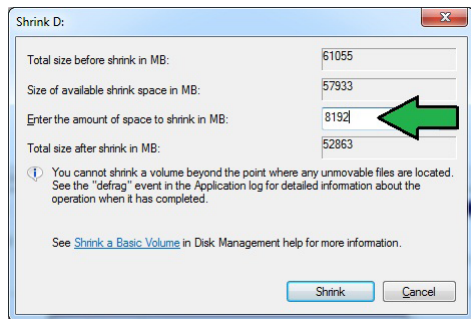 Shrink D:
Total size before shrink in MB: 61055
Size of available shrink space in MB: 57933
Enter the amount of space to shrink in MB: 8192
Total size after shrink in MB: 52863
You cannot shrink a volume beyond the point where any unmovable files are located.
See the "defrag" event in the Application log for detailed information about the
operation when it has completed.
See Shrink a Basic Volume in Disk Management help for more information.
Shrink Cancel